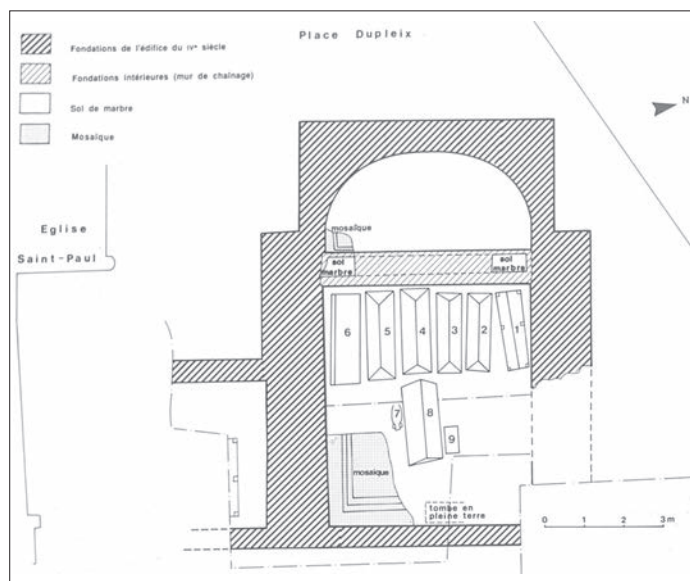 Place Dupleix
Fondations de l'édifice du IVe siècle
Fondations intérieures (mur de chaînage)
Sol de marbre
Mosaïque
N
Eglise
Saint-Paul
mosaïque
sol
marbre
sol
marbre
6
5
4
3
2
1
7
8
9
mosaïque
tombe en
pleine terre
0 1 2 3m